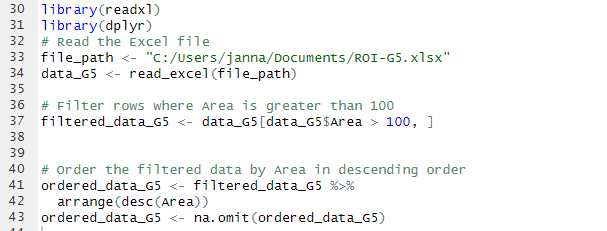 30 library(readxl)
31 library(dplyr)
32 # Read the Excel file
33 file_path <- "C:/Users/janna/Documents/ROI-G5.xlsx"
34 data_G5 <- read_excel(file_path)
35
36 # Filter rows where Area is greater than 100
37 filtered_data_G5 <- data_G5[data_G5$Area > 100, ]
38
39
40 # Order the filtered data by Area in descending order
41 ordered_data_G5 <- filtered_data_G5 %>%
42   arrange(desc(Area))
43 ordered_data_G5 <- na.omit(ordered_data_G5)